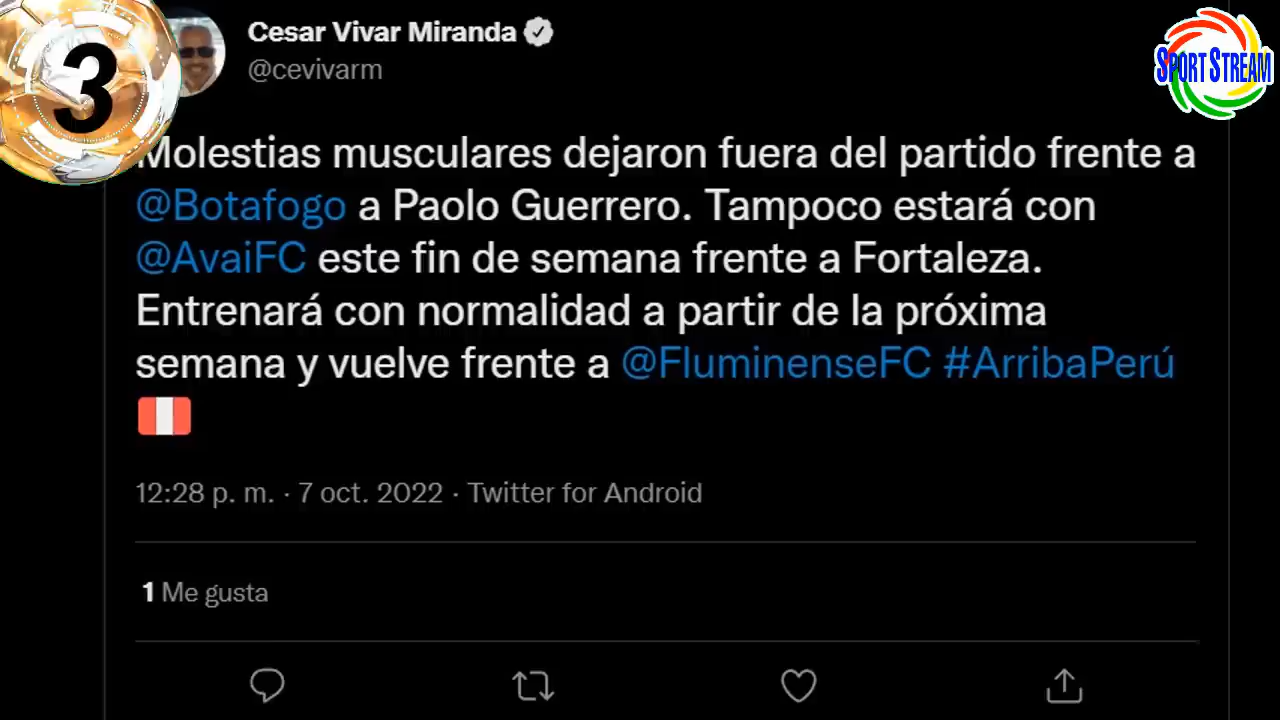 3
Cesar Vivar Miranda
@cevivarm
SPORT STREAM
Molestias musculares dejaron fuera del partido frente a
@Botafogo a Paolo Guerrero. Tampoco estará con
@AvaiFC este fin de semana frente a Fortaleza.
Entrenará con normalidad a partir de la próxima
semana y vuelve frente a @FluminenseFC #ArribaPerú
12:28 p. m. · 7 oct. 2022 · Twitter for Android
1 Me gusta